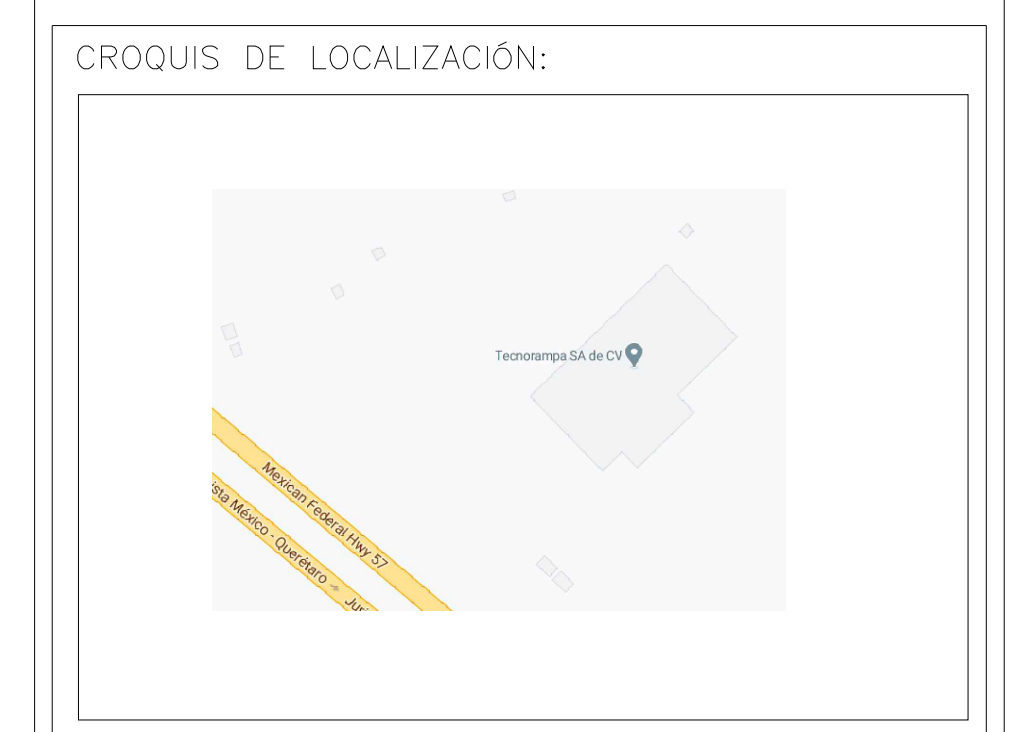 CROQUIS DE LOCALIZACIÓN:
Tecnorampa SA de CV
Mexican Federal Hwy 57
ista México - Querétaro